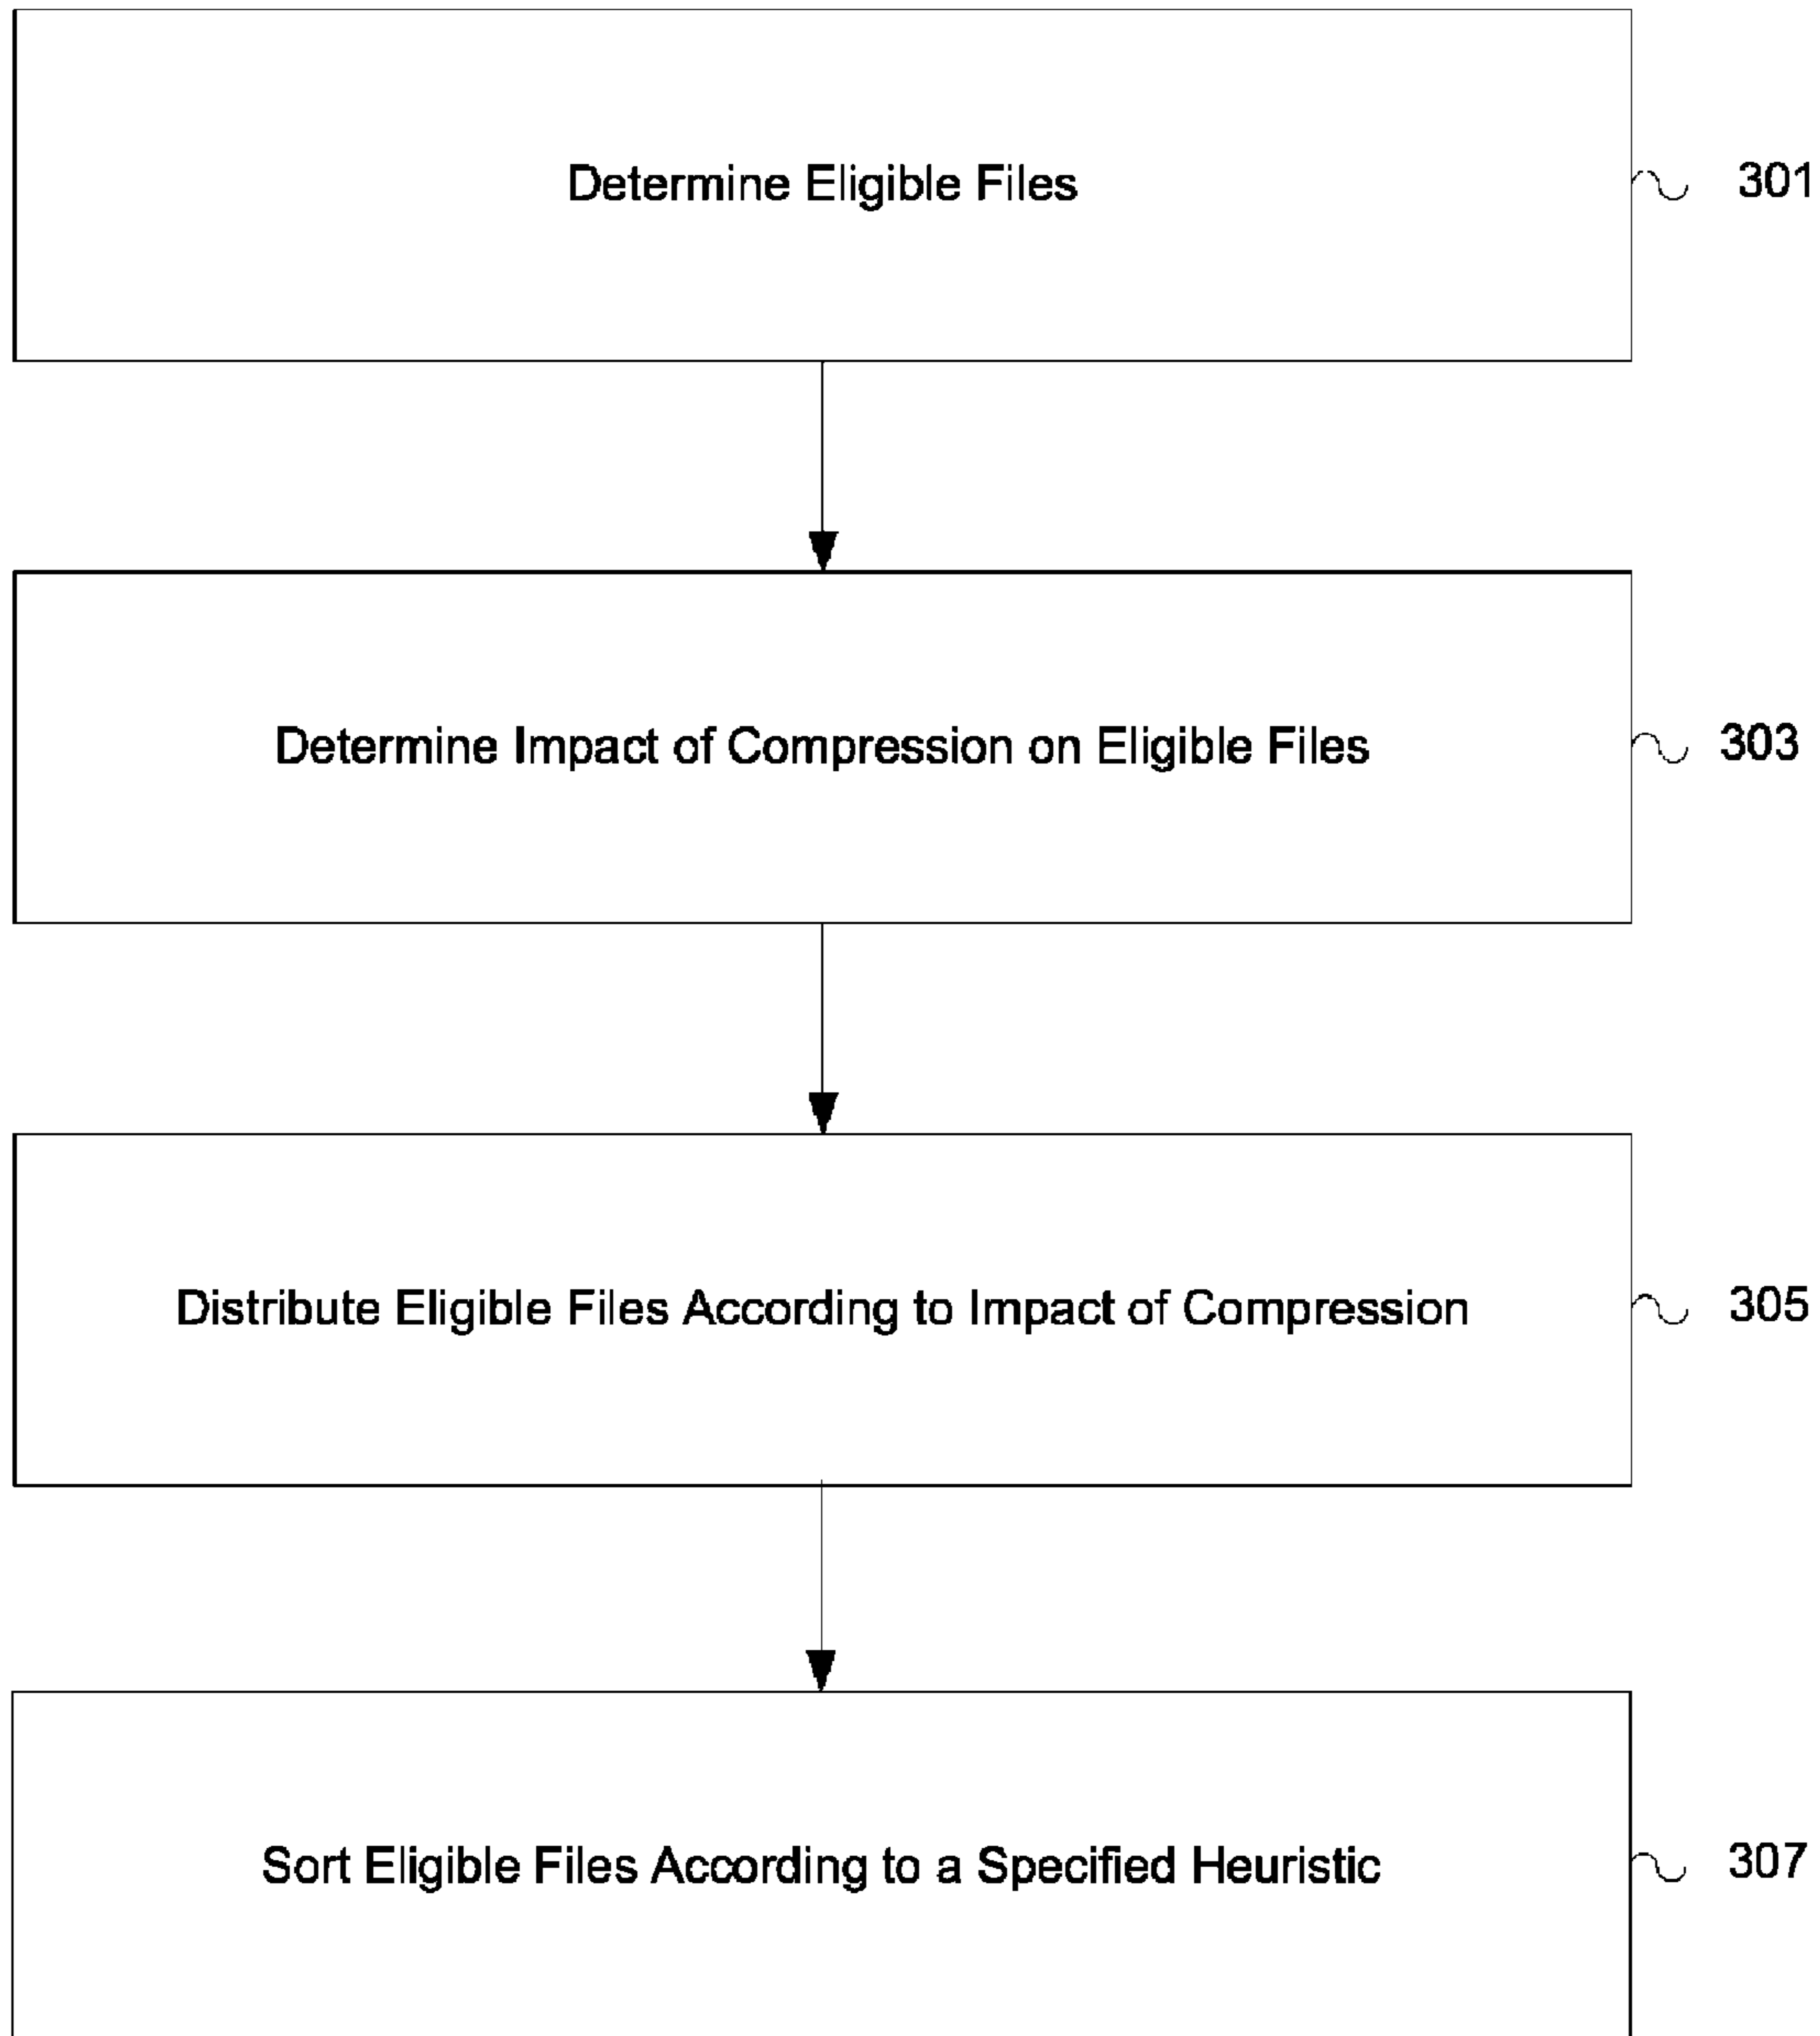 Determine Eligible Files
301
Determine Impact of Compression on Eligible Files
303
Distribute Eligible Files According to Impact of Compression
305
Sort Eligible Files According to a Specified Heuristic
307